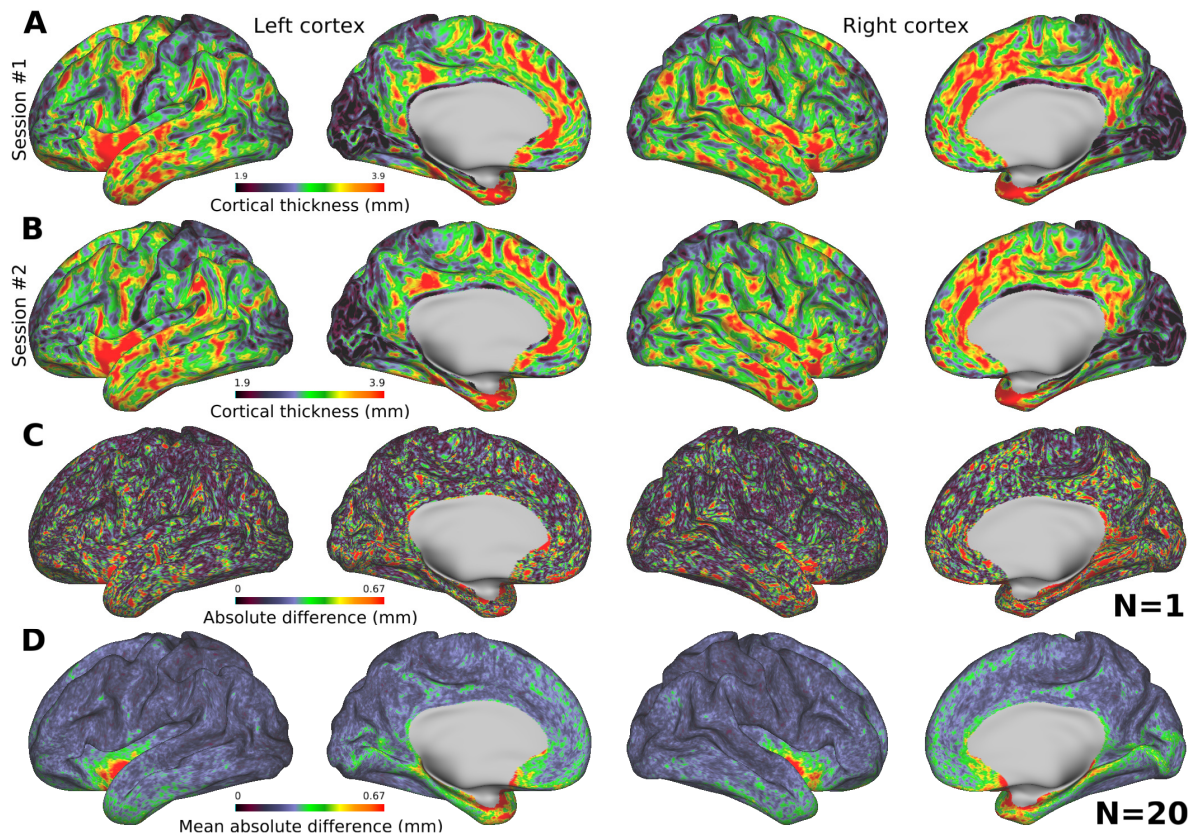 A
Left cortex
Right cortex
Session #1
1.9 3.9
Cortical thickness (mm)
B
Session #2
1.9 3.9
Cortical thickness (mm)
C
0 0.67
Absolute difference (mm)
N=1
D
0 0.67
Mean absolute difference (mm)
N=20